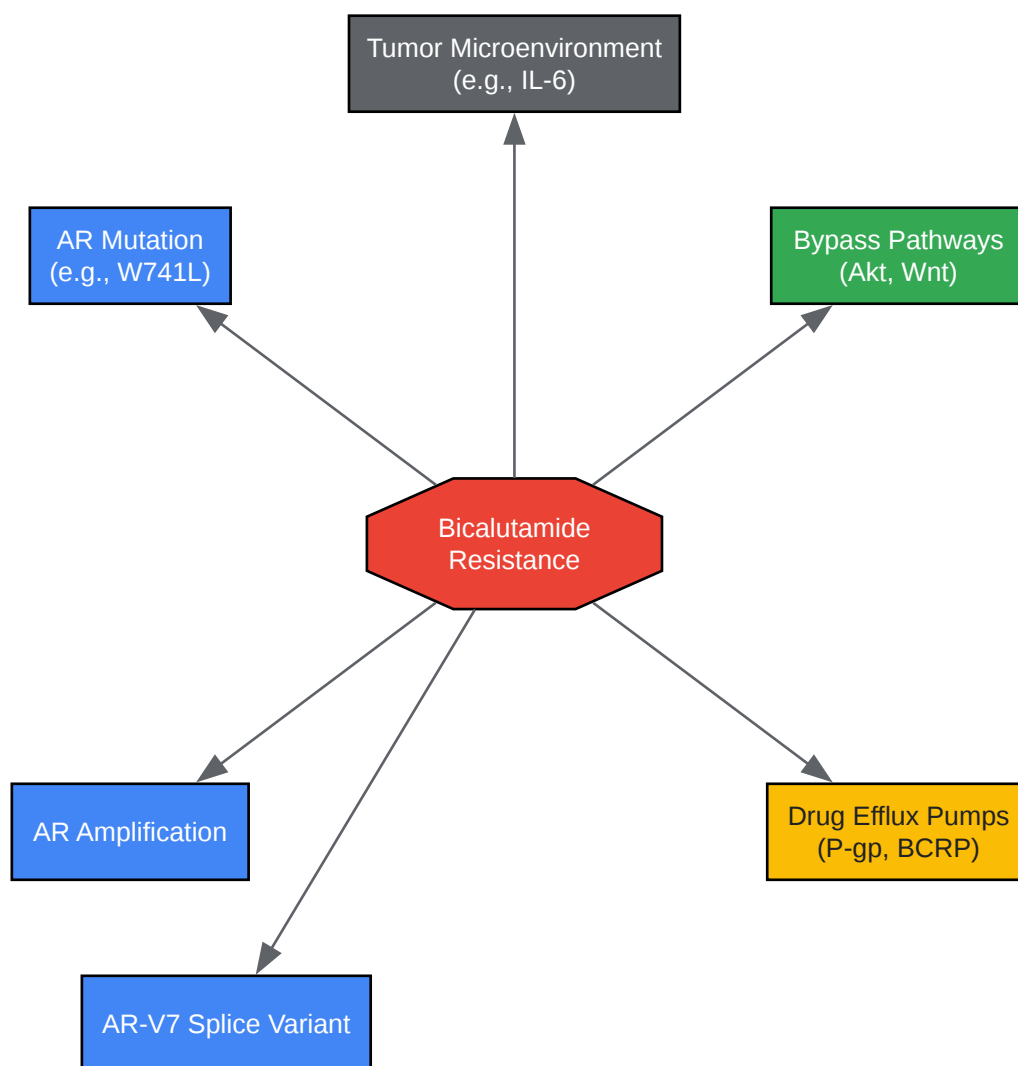 Tumor Microenvironment
(e.g., IL-6)
AR Mutation
(e.g., W741L)
Bypass Pathways
(Akt, Wnt)
Bicalutamide
Resistance
AR Amplification
Drug Efflux Pumps
(P-gp, BCRP)
AR-V7 Splice Variant